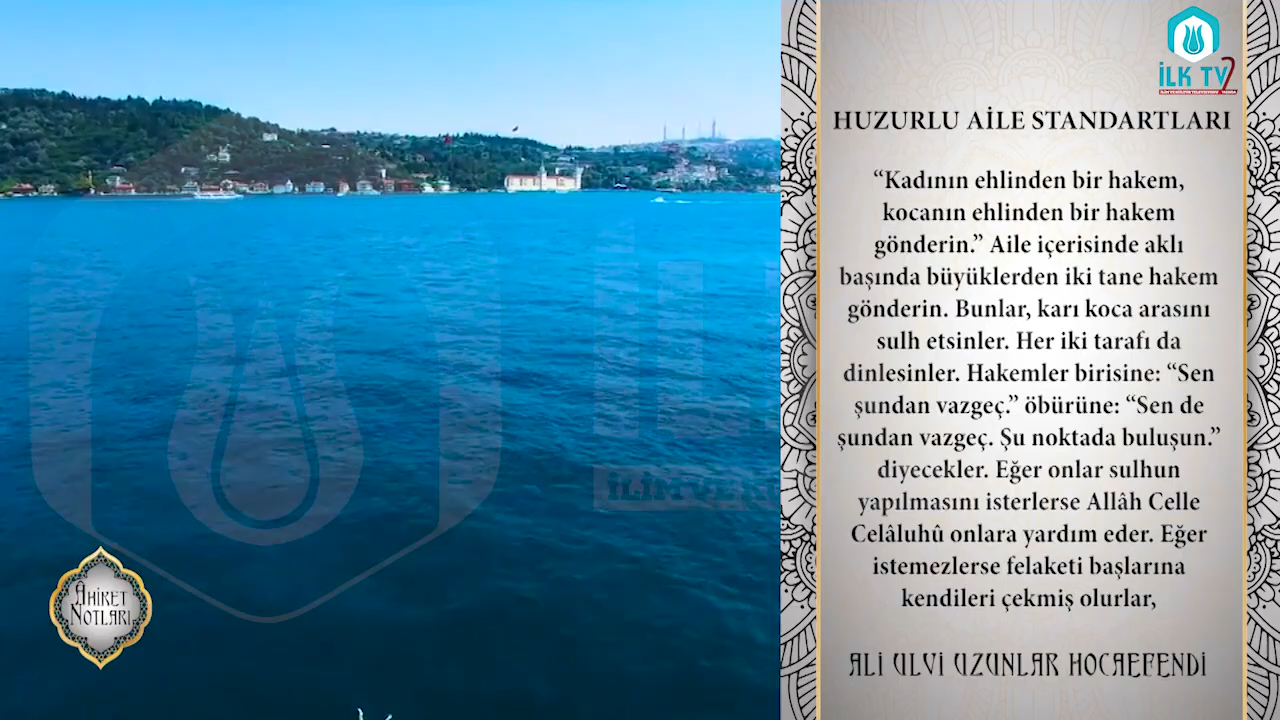 İLK TV2
HUZURLU AİLE STANDARTLARI
“Kadının ehlinden bir hakem,
kocanın ehlinden bir hakem
gönderin.” Aile içerisinde aklı
başında büyüklerden iki tane hakem
gönderin. Bunlar, karı koca arasını
sulh etsinler. Her iki tarafı da
dinlesinler. Hakemler birisine: “Sen
şundan vazgeç.” öbürüne: “Sen de
şundan vazgeç. Şu noktada buluşun.”
diyecekler. Eğer onlar sulhun
yapılmasını isterlerse Allâh Celle
Celâluhû onlara yardım eder. Eğer
istemezlerse felaketi başlarına
kendileri çekmiş olurlar,
ALİ ULVİ UZUNLAR HOCAEFENDİ
AHİRET
NOTLARI